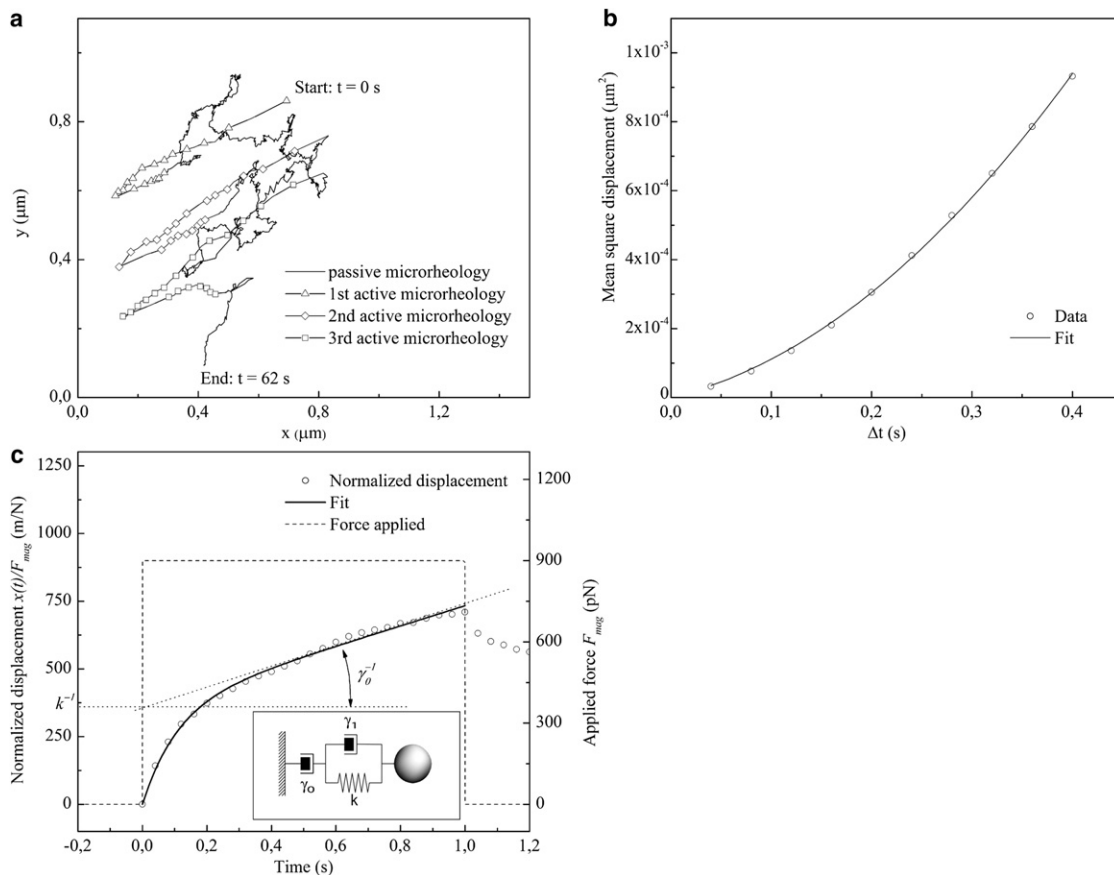 a
y (μm)
0,8
0,4
0,0
0,0
0,4
0,8
1,2
x (μm)
Start: t = 0 s
End: t = 62 s
passive microrheology
1st active microrheology
2nd active microrheology
3rd active microrheology
b
Mean square displacement (μm²)
1x10⁻³
8x10⁻⁴
6x10⁻⁴
4x10⁻⁴
2x10⁻⁴
0
0,0
0,1
0,2
0,3
0,4
Δt (s)
Data
Fit
c
Normalized displacement x(t)/F_mag (m/N)
1250
1000
750
500
k⁻¹
250
0
-0,2
0,0
0,2
0,4
0,6
0,8
1,0
1,2
Time (s)
Normalized displacement
Fit
Force applied
γ₀⁻¹
γ₁
γ₀
k
1200
900
600
300
0
Applied force F_mag (pN)